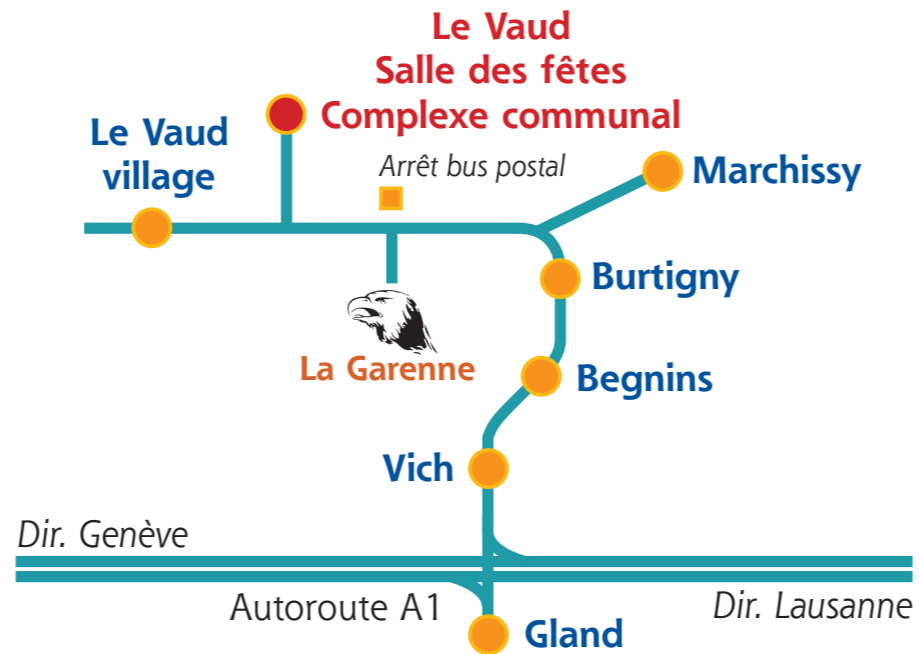 Le Vaud
Salle des fêtes
Complexe communal
Le Vaud
village
Arrêt bus postal
Marchissy
Burtigny
La Garenne
Begnins
Vich
Dir. Genève
Autoroute A1
Dir. Lausanne
Gland